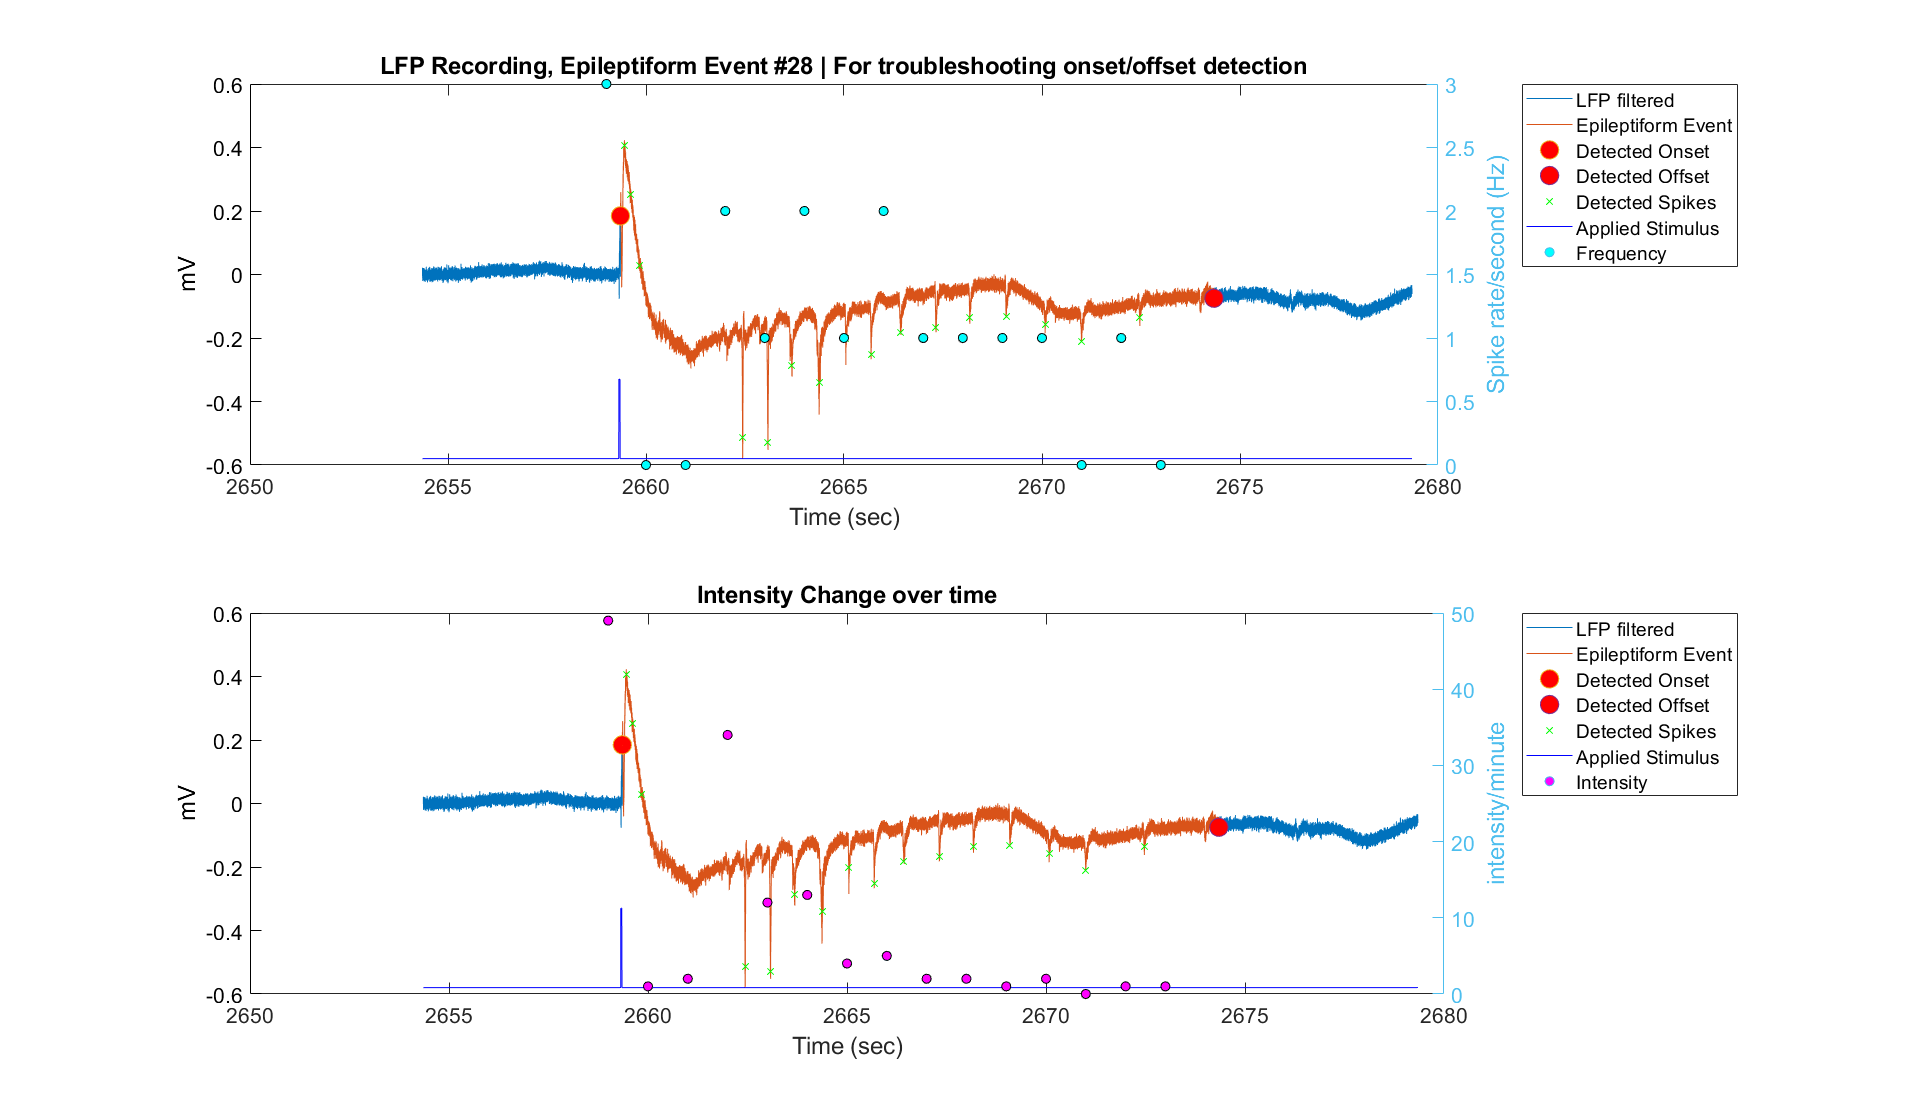 LFP Recording, Epileptiform Event #28 | For troubleshooting onset/offset detection
0.6
0.4
0.2
0
-0.2
-0.4
-0.6
mV
3
2.5
2
1.5
1
0.5
0
Spike rate/second (Hz)
2650 2655 2660 2665 2670 2675 2680
Time (sec)
LFP filtered
Epileptiform Event
Detected Onset
Detected Offset
Detected Spikes
Applied Stimulus
Frequency
Intensity Change over time
0.6
0.4
0.2
0
-0.2
-0.4
-0.6
mV
50
40
30
20
10
0
intensity/minute
2650 2655 2660 2665 2670 2675 2680
Time (sec)
LFP filtered
Epileptiform Event
Detected Onset
Detected Offset
Detected Spikes
Applied Stimulus
Intensity